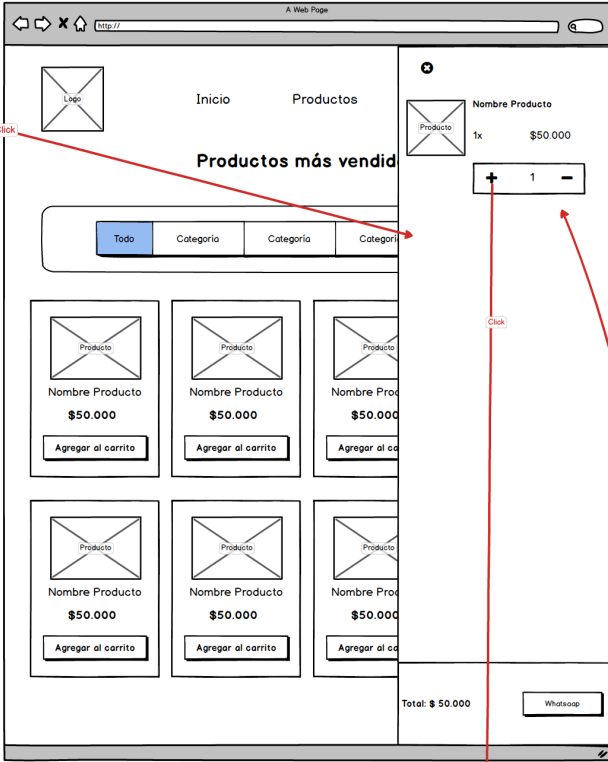 A Web Page
http://
Logo
Inicio
Productos
Click
Productos más vendid
Todo
Categoría
Categoría
Categorí
Producto
Nombre Producto
$50.000
Agregar al carrito
Producto
Nombre Producto
$50.000
Agregar al carrito
Producto
Nombre Prod
$50.000
Agregar al ca
Producto
Nombre Producto
$50.000
Agregar al carrito
Producto
Nombre Producto
$50.000
Agregar al carrito
Producto
Nombre Prod
$50.000
Agregar al ca
Producto
Nombre Producto
1x
$50.000
1
Click
Total: $ 50.000
Whatsaap